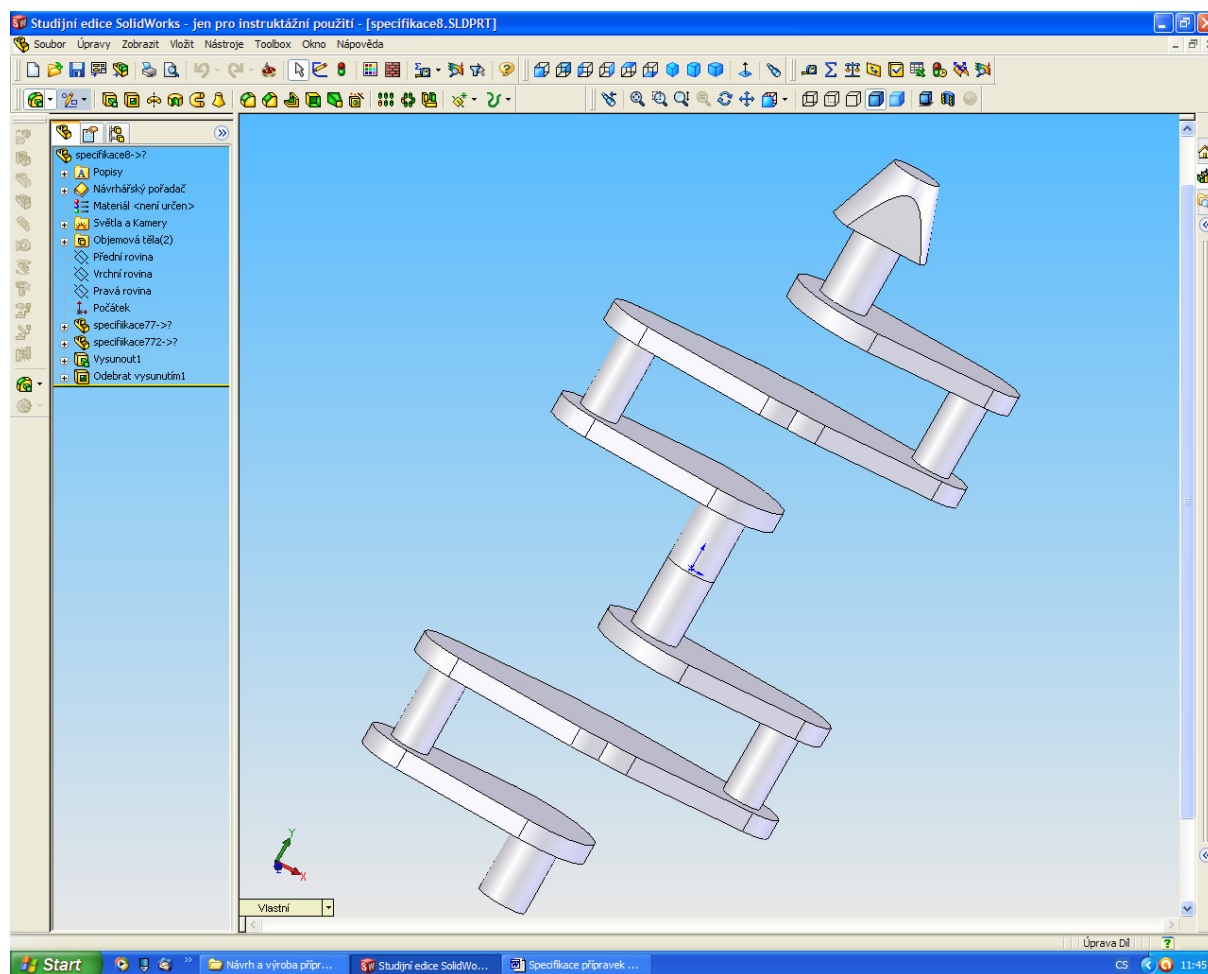 Studijní edice SolidWorks - jen pro instruktážní použití - [specifikace8.SLDPRT]
Soubor Úpravy Zobrazit Vložit Nástroje Toolbox Okno Nápověda
specifikace8->?
Popisy
Návrhářský pořadač
Materiál <není určen>
Světla a Kamery
Objemová těla(2)
Přední rovina
Vrchní rovina
Pravá rovina
Počátek
specifiikace77->?
specifiikace772->?
Vysunout1
Odebrat vysunutím1
Y
X
Z
Vlastní
Úprava Díl
Start
Návrh a výroba přípr...
Studijní edice SolidWo...
Specifikace přípravek ...
CS
11:45